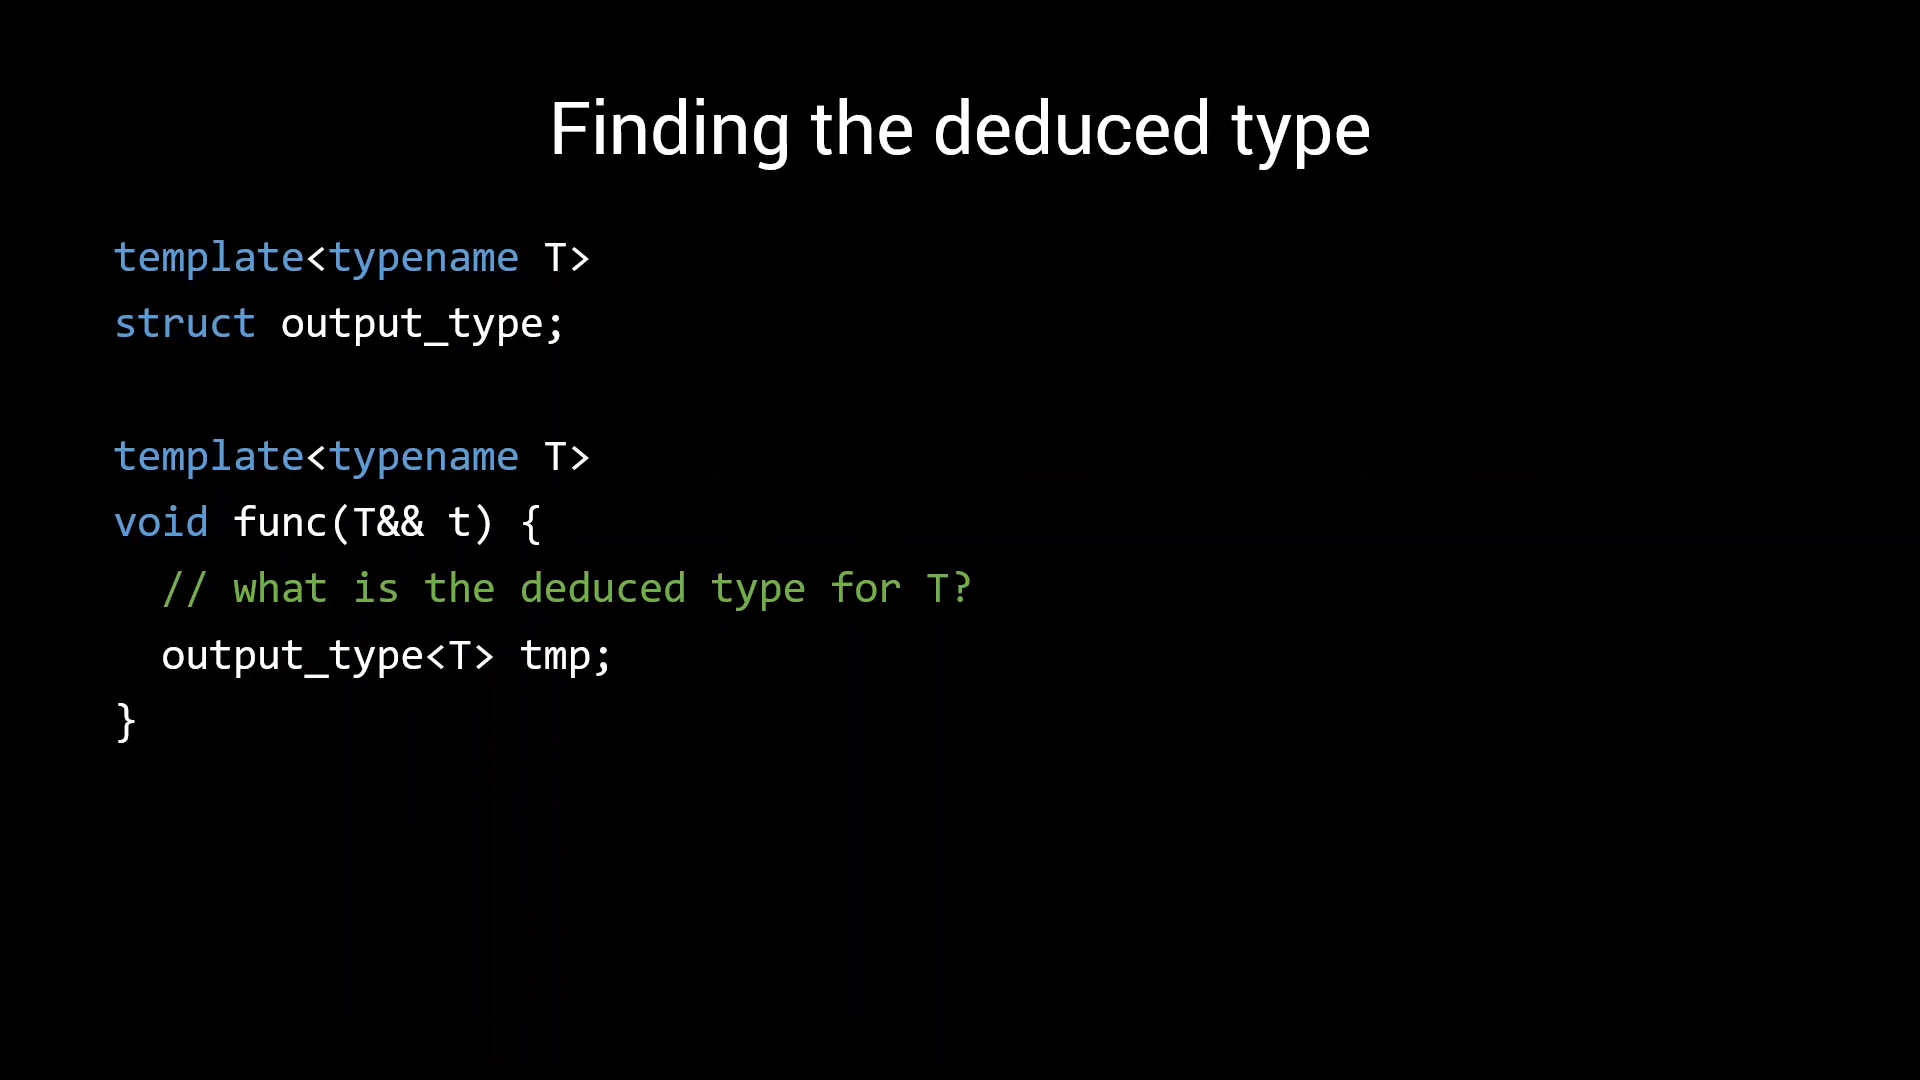 Finding the deduced type
template<typename T>
struct output_type;
template<typename T>
void func(T&& t) {
// what is the deduced type for T?
output_type<T> tmp;
}